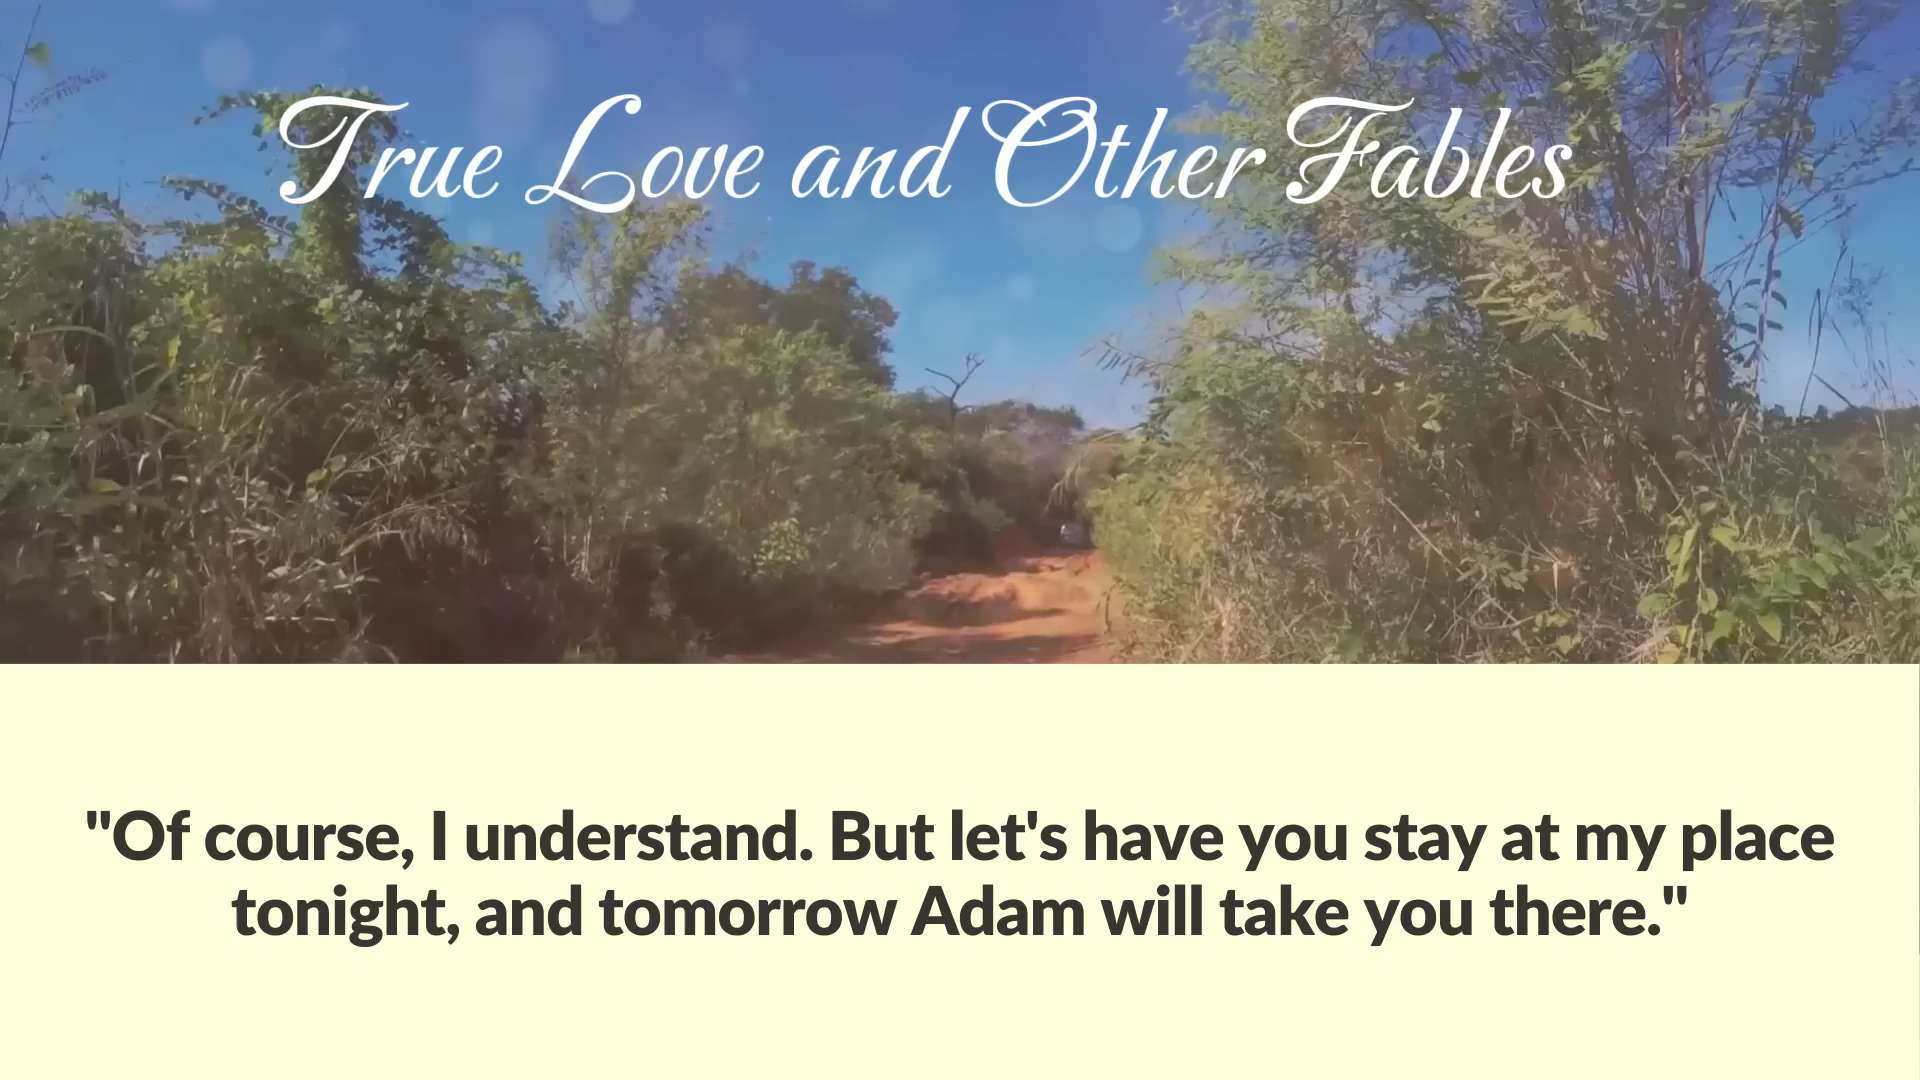 True Love and Other Fables
"Of course, I understand. But let's have you stay at my place
tonight, and tomorrow Adam will take you there."